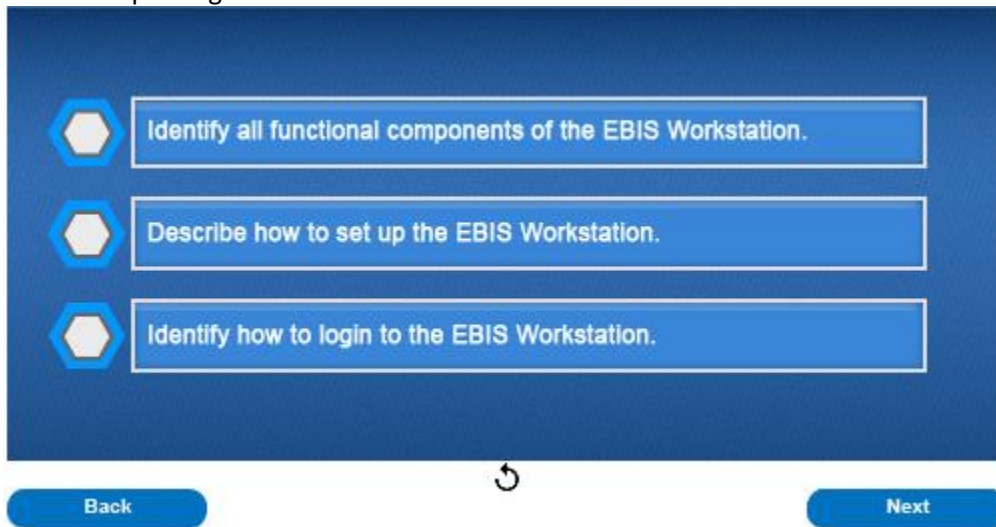 Identify all functional components of the EBIS Workstation.
Describe how to set up the EBIS Workstation.
Identify how to login to the EBIS Workstation.
Back
Next